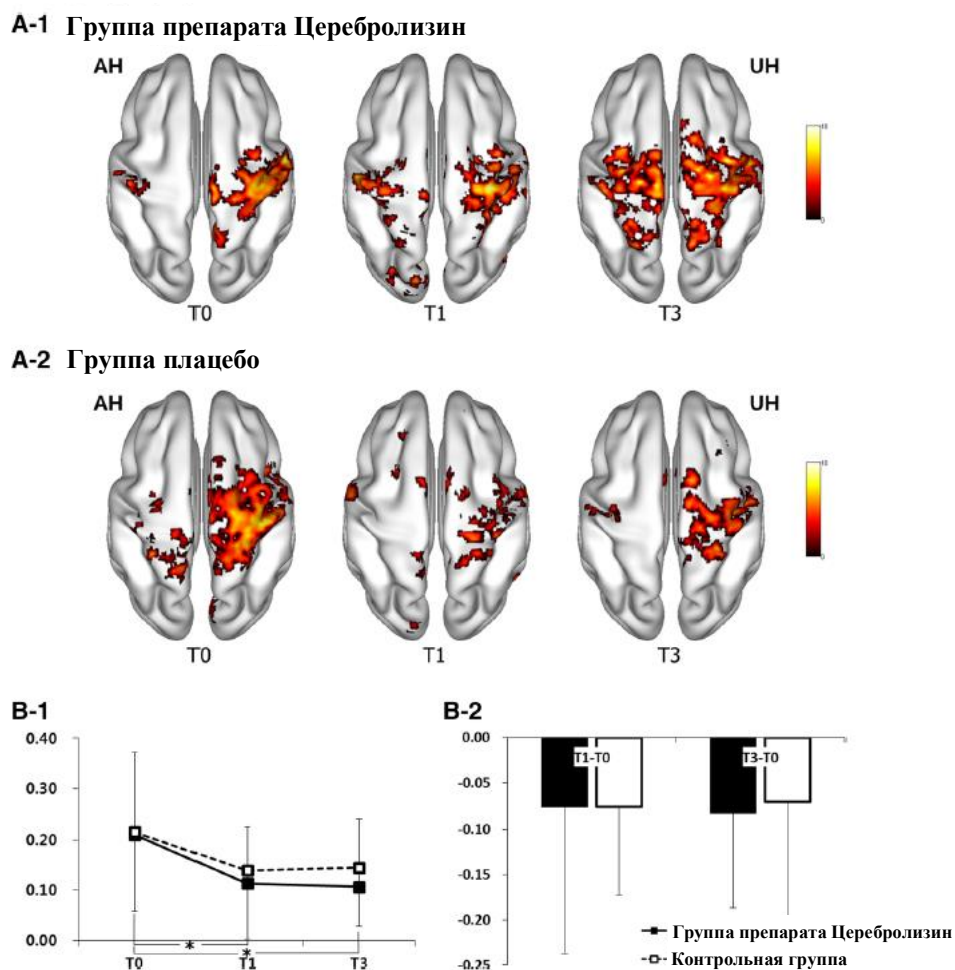 A-1 Группа препарата Церебролизин
AH
UH
T0
T1
T3
A-2 Группа плацебо
AH
UH
T0
T1
T3
B-1
0.40
0.30
0.20
0.10
0.00
*
*
T0
T1
T3
B-2
0.00
-0.05
-0.10
-0.15
-0.20
-0.25
T1-T0
T3-T0
Группа препарата Церебролизин
Контрольная группа